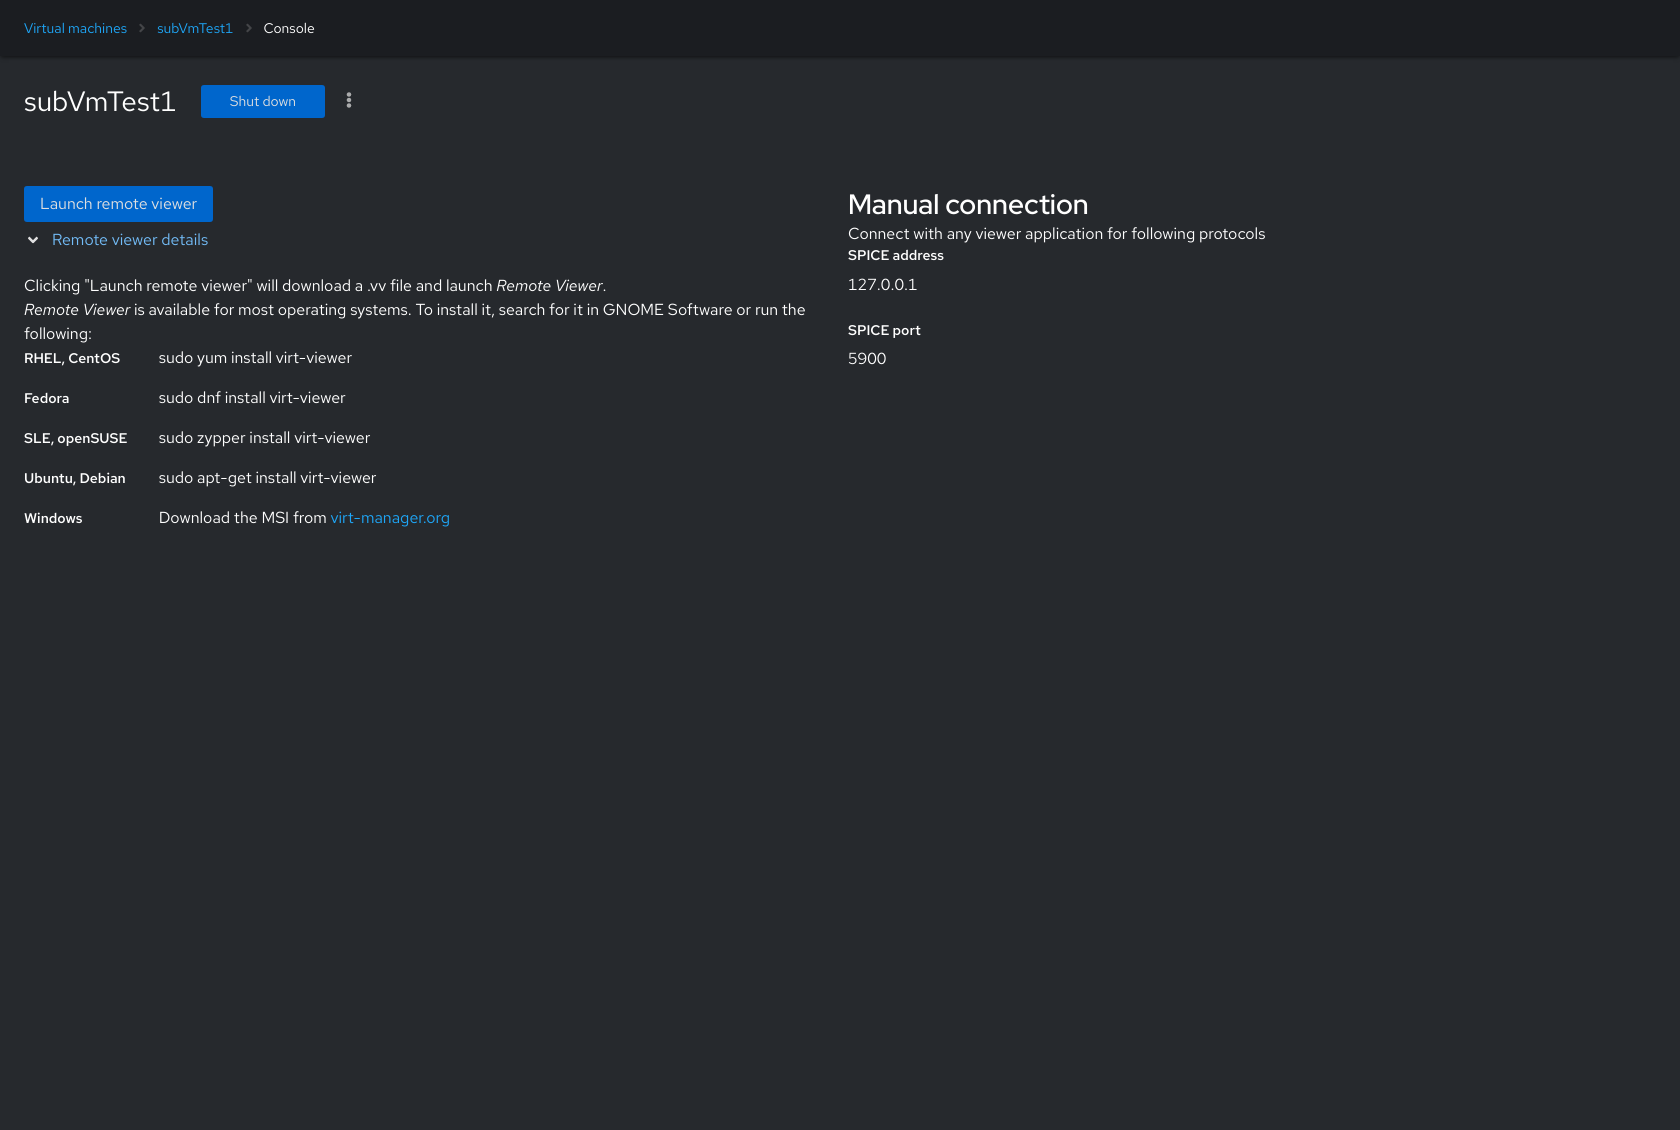 Virtual machines
subVmTest1
Console
subVmTest1
Shut down
Launch remote viewer
Remote viewer details
Clicking "Launch remote viewer" will download a .vv file and launch Remote Viewer.
Remote Viewer is available for most operating systems. To install it, search for it in GNOME Software or run the
following:
RHEL, CentOS sudo yum install virt-viewer
Fedora sudo dnf install virt-viewer
SLE, openSUSE sudo zypper install virt-viewer
Ubuntu, Debian sudo apt-get install virt-viewer
Windows Download the MSI from virt-manager.org
Manual connection
Connect with any viewer application for following protocols
SPICE address
127.0.0.1
SPICE port
5900